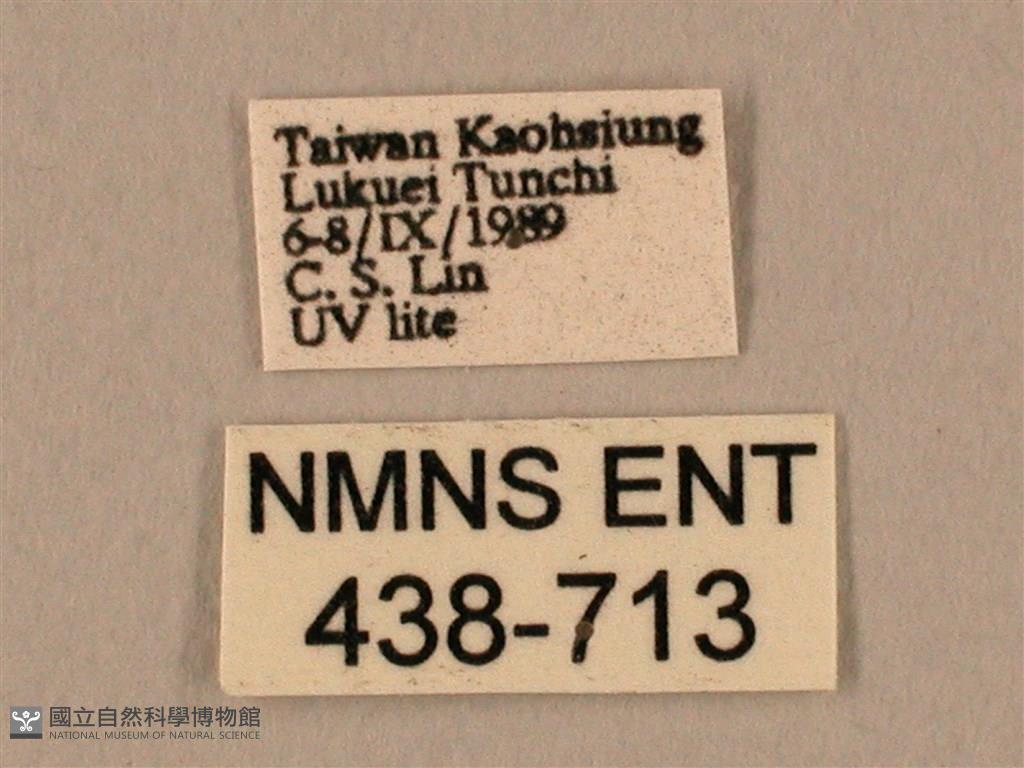 Taiwan Kaohsiung
Lukuei Tunchi
6-8/IX/1989
C. S. Lin
UV lite
NMNS ENT
438-713
國立自然科學博物館
NATIONAL MUSEUM OF NATURAL SCIENCE